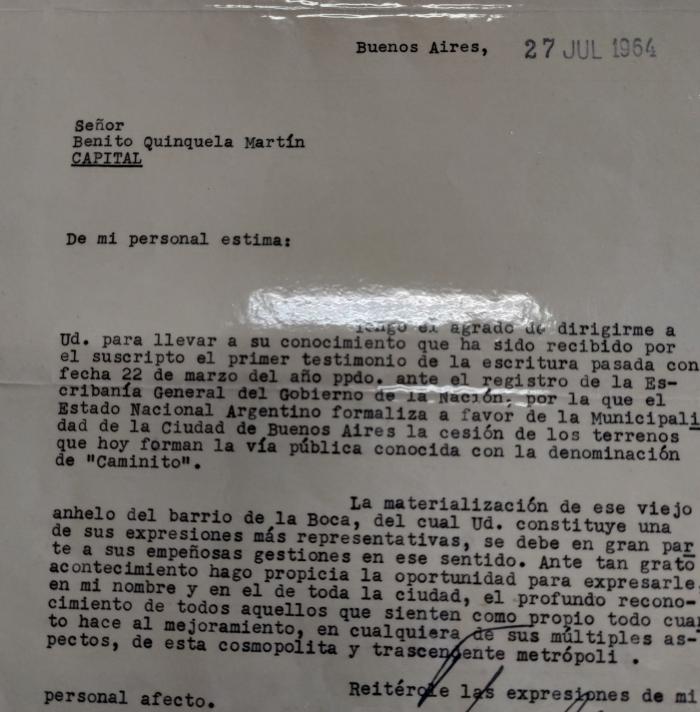 Buenos Aires, 27 JUL 1964
Señor
Benito Quinquela Martín
CAPITAL
De mi personal estima:
Tengo el agrado de dirigirme a
Ud. para llevar a su conocimiento que ha sido recibido por
el suscripto el primer testimonio de la escritura pasada con
fecha 22 de marzo del año ppdo. ante el registro de la Es-
cribanía General del Gobierno de la Nación, por la que el
Estado Nacional Argentino formaliza a favor de la Municipali
dad de la Ciudad de Buenos Aires la cesión de los terrenos
que hoy forman la vía pública conocida con la denominación
de "Caminito".
La materialización de ese viejo
anhelo del barrio de la Boca, del cual Ud. constituye una
de sus expresiones más representativas, se debe en gran par
te a sus empeñosas gestiones en ese sentido. Ante tan grato
acontecimiento hago propicia la oportunidad para expresarle,
en mi nombre y en el de toda la ciudad, el profundo recono-
cimiento de todos aquellos que sienten como propio todo cuan
to hace al mejoramiento, en cualquiera de sus múltiples as-
pectos, de esta cosmopolita y trascendente metrópoli .
Reitérole las expresiones de mi
personal afecto.